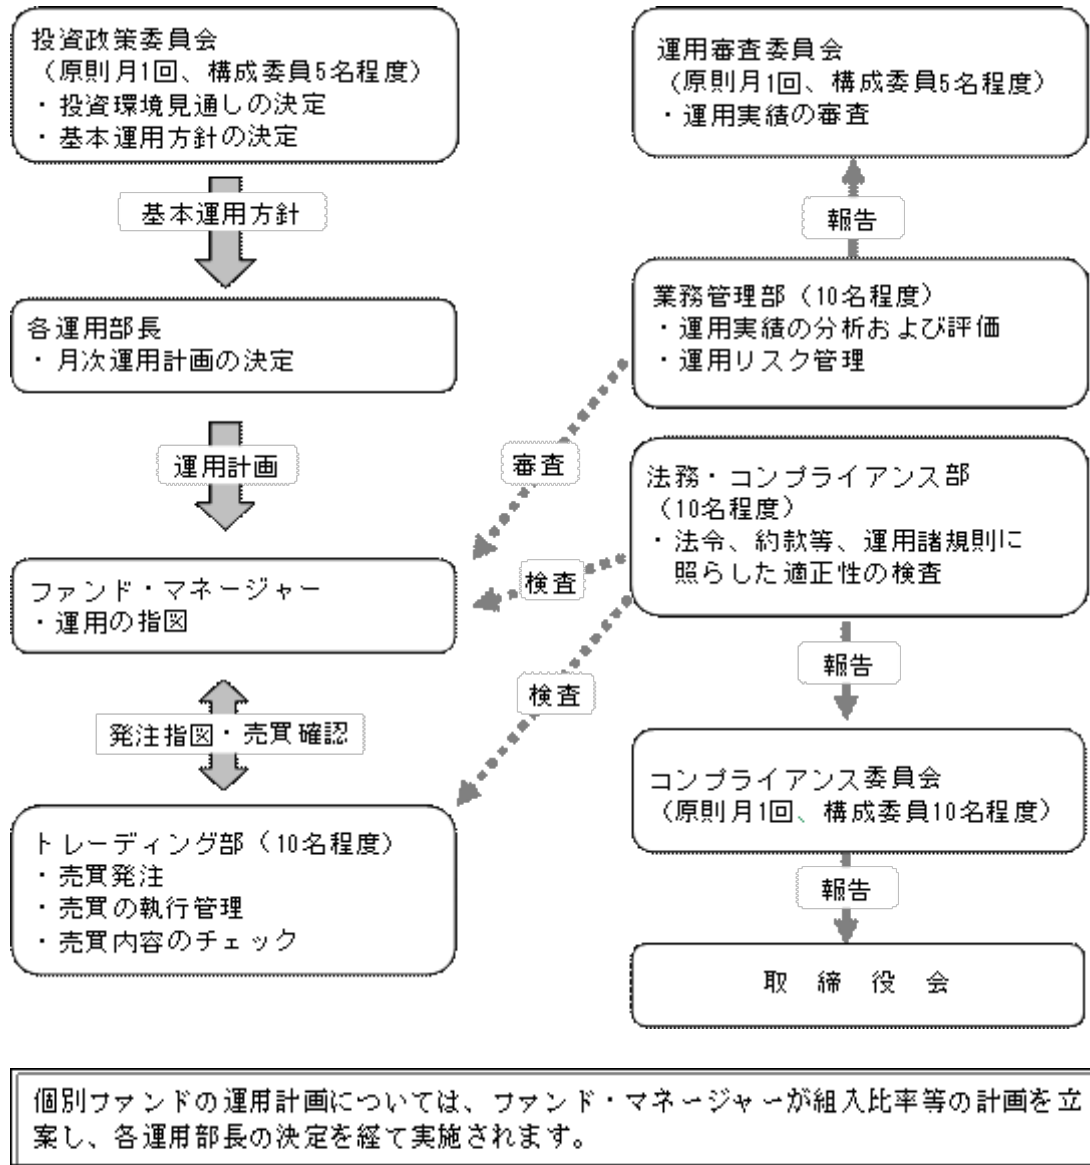 投資政策委員会
（原則月1回、構成委員5名程度）
・投資環境見通しの決定
・基本運用方針の決定
基本運用方針
各運用部長
・月次運用計画の決定
運用計画
ファンド・マネージャー
・運用の指図
発注指図・売買確認
トレーディング部（10名程度）
・売買発注
・売買の執行管理
・売買内容のチェック
運用審査委員会
（原則月1回、構成委員5名程度）
・運用実績の審査
報告
業務管理部（10名程度）
・運用実績の分析および評価
・運用リスク管理
審査
法務・コンプライアンス部
（10名程度）
・法令、約款等、運用諸規則に
照らした適正性の検査
検査
検査
報告
コンプライアンス委員会
（原則月1回、構成委員10名程度）
報告
取締役会
個別ファンドの運用計画については、ファンド・マネージャーが組入比率等の計画を立
案し、各運用部長の決定を経て実施されます。